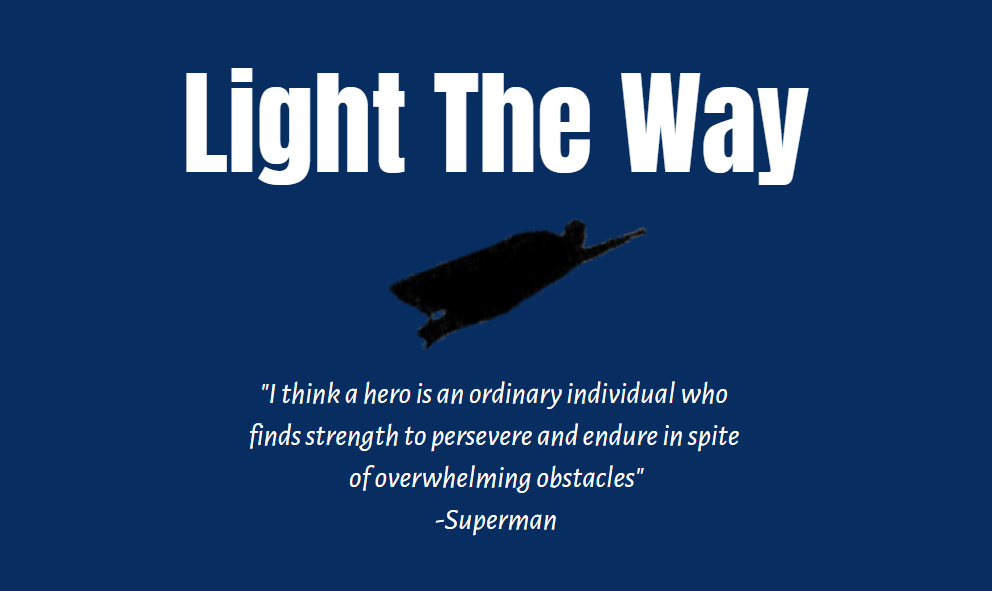 Light The Way
"I think a hero is an ordinary individual who
finds strength to persevere and endure in spite
of overwhelming obstacles"
-Superman